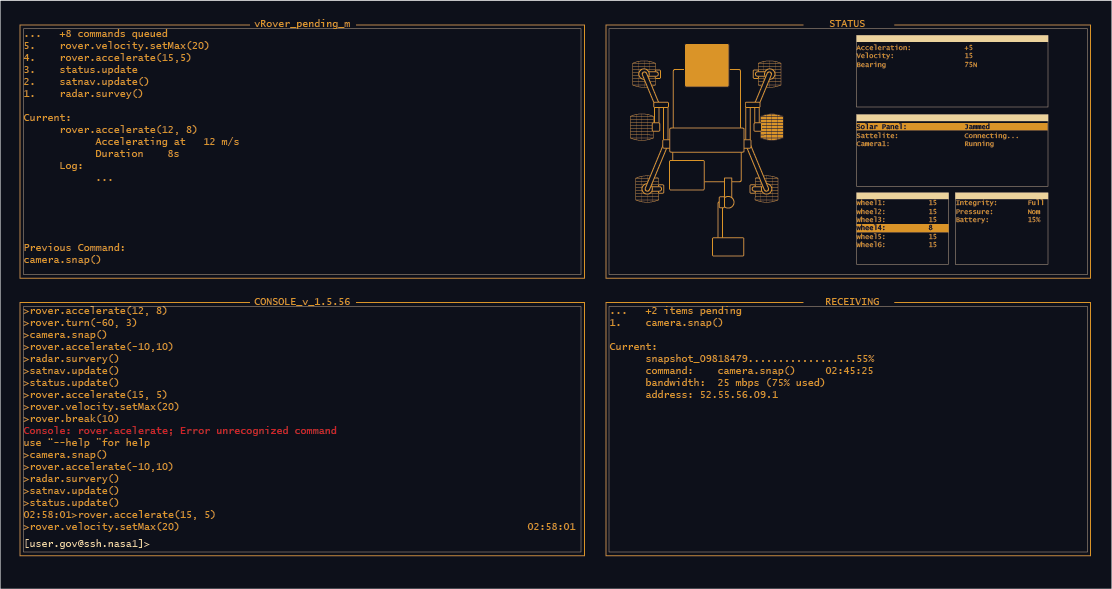 vRover_pending_m
... +8 commands queued
5. rover.velocity.setMax(20)
4. rover.accelerate(15,5)
3. status.update
2. satnav.update()
1. radar.survey()
Current:
rover.accelerate(12, 8)
Accelerating at 12 m/s
Duration 8s
Log:
...
Previous Command:
camera.snap()
STATUS
Acceleration: +5
Velocity: 15
Bearing 75N
Solar Panel: Jammed
Sattelite: Connecting...
Camera1: Running
Wheel1: 15
Wheel2: 15
Wheel3: 15
Wheel4: 8
Wheel5: 15
Wheel6: 15
Integrity: Full
Pressure: Nom
Battery: 15%
CONSOLE_v_1.5.56
>rover.accelerate(12, 8)
>rover.turn(-60, 3)
>camera.snap()
>rover.accelerate(-10,10)
>radar.survery()
>satnav.update()
>status.update()
>rover.accelerate(15, 5)
>rover.velocity.setMax(20)
>rover.break(10)
Console: rover.acelerate; Error unrecognized command
use "--help "for help
>camera.snap()
>rover.accelerate(-10,10)
>radar.survery()
>satnav.update()
>status.update()
02:58:01>rover.accelerate(15, 5)
>rover.velocity.setMax(20) 02:58:01
[user.gov@ssh.nasa1]>
RECEIVING
... +2 items pending
1. camera.snap()
Current:
snapshot_09818479..................55%
command: camera.snap() 02:45:25
bandwidth: 25 mbps (75% used)
address: 52.55.56.09.1